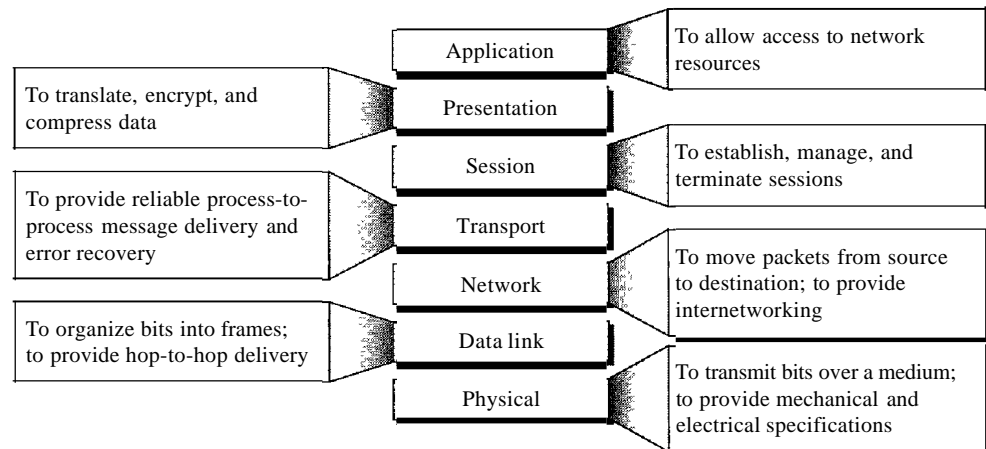 Application
To allow access to network
resources
To translate, encrypt, and
compress data
Presentation
Session
To establish, manage, and
terminate sessions
To provide reliable process-to-
process message delivery and
error recovery
Transport
Network
To move packets from source
to destination; to provide
internetworking
To organize bits into frames;
to provide hop-to-hop delivery
Data link
Physical
To transmit bits over a medium;
to provide mechanical and
electrical specifications